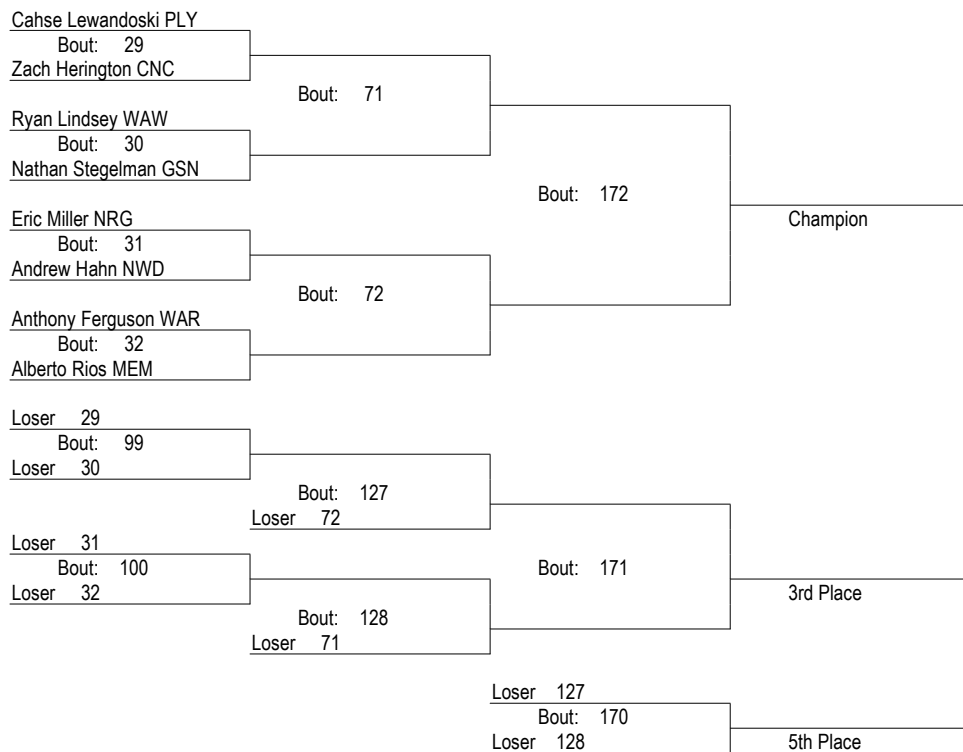 Cahse Lewandoski PLY
Bout: 29
Zach Herington CNC
Bout: 71
Ryan Lindsey WAW
Bout: 30
Nathan Stegelman GSN
Bout: 172
Eric Miller NRG
Champion
Bout: 31
Andrew Hahn NWD
Bout: 72
Anthony Ferguson WAR
Bout: 32
Alberto Rios MEM
Loser 29
Bout: 99
Loser 30
Bout: 127
Loser 72
Loser 31
Bout: 100
Loser 32
Bout: 171
3rd Place
Bout: 128
Loser 71
Loser 127
Bout: 170
Loser 128
5th Place